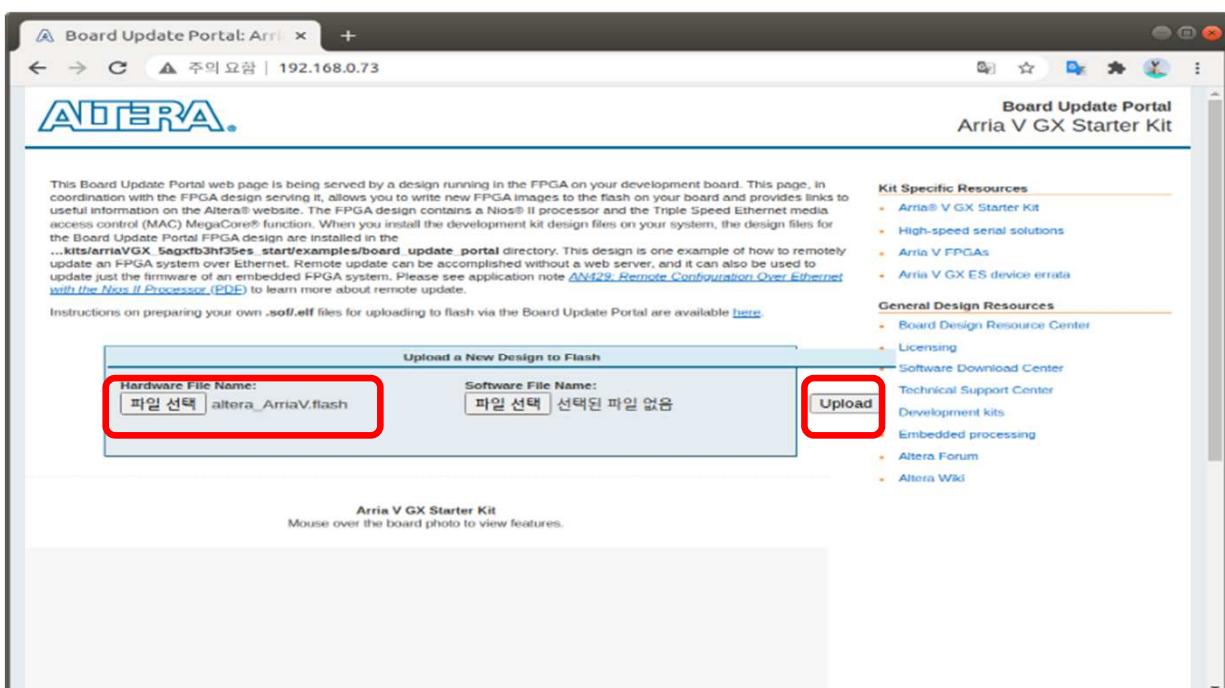 Board Update Portal: Arri
주의 요함 | 192.168.0.73
ALTERA.
Board Update Portal
Arria V GX Starter Kit
This Board Update Portal web page is being served by a design running in the FPGA on your development board. This page, in
coordination with the FPGA design serving it, allows you to write new FPGA images to the flash on your board and provides links to
useful information on the Altera® website. The FPGA design contains a Nios® II processor and the Triple Speed Ethernet media
access control (MAC) MegaCore® function. When you install the development kit design files on your system, the design files for
the Board Update Portal FPGA design are installed in the
...kits/arriaVGX_5agxfb3hf35es_start/examples/board_update_portal directory. This design is one example of how to remotely
update an FPGA system over Ethernet. Remote update can be accomplished without a web server, and it can also be used to
update just the firmware of an embedded FPGA system. Please see application note AN429: Remote Configuration Over Ethernet
with the Nios II Processor (PDF) to learn more about remote update.
Instructions on preparing your own .sof/.elf files for uploading to flash via the Board Update Portal are available here.
Upload a New Design to Flash
Hardware File Name:
파일 선택 altera_ArriaV.flash
Software File Name:
파일 선택 선택된 파일 없음
Upload
Arria V GX Starter Kit
Mouse over the board photo to view features.
Kit Specific Resources
Arria® V GX Starter Kit
High-speed serial solutions
Arria V FPGAs
Arria V GX ES device errata
General Design Resources
Board Design Resource Center
Licensing
Software Download Center
Technical Support Center
Development kits
Embedded processing
Altera Forum
Altera Wiki